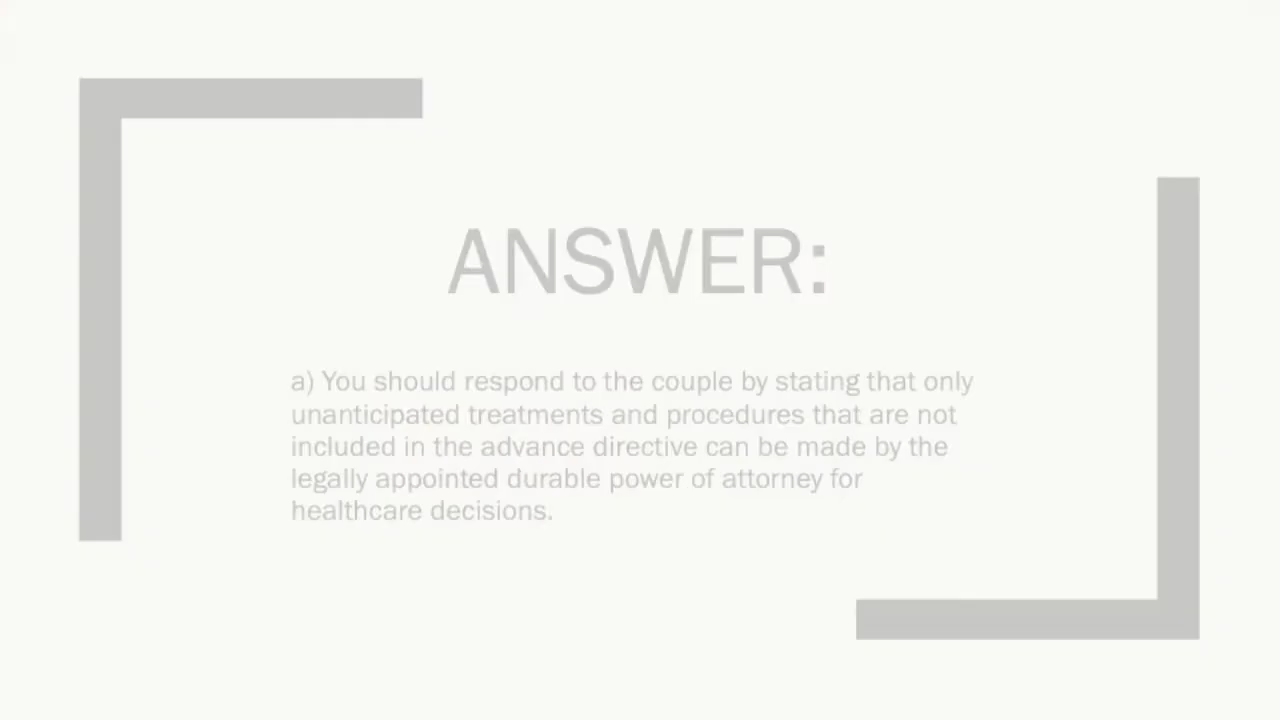 ANSWER:
a) You should respond to the couple by stating that only
unanticipated treatments and procedures that are not
included in the advance directive can be made by the
legally appointed durable power of attorney for
healthcare decisions.